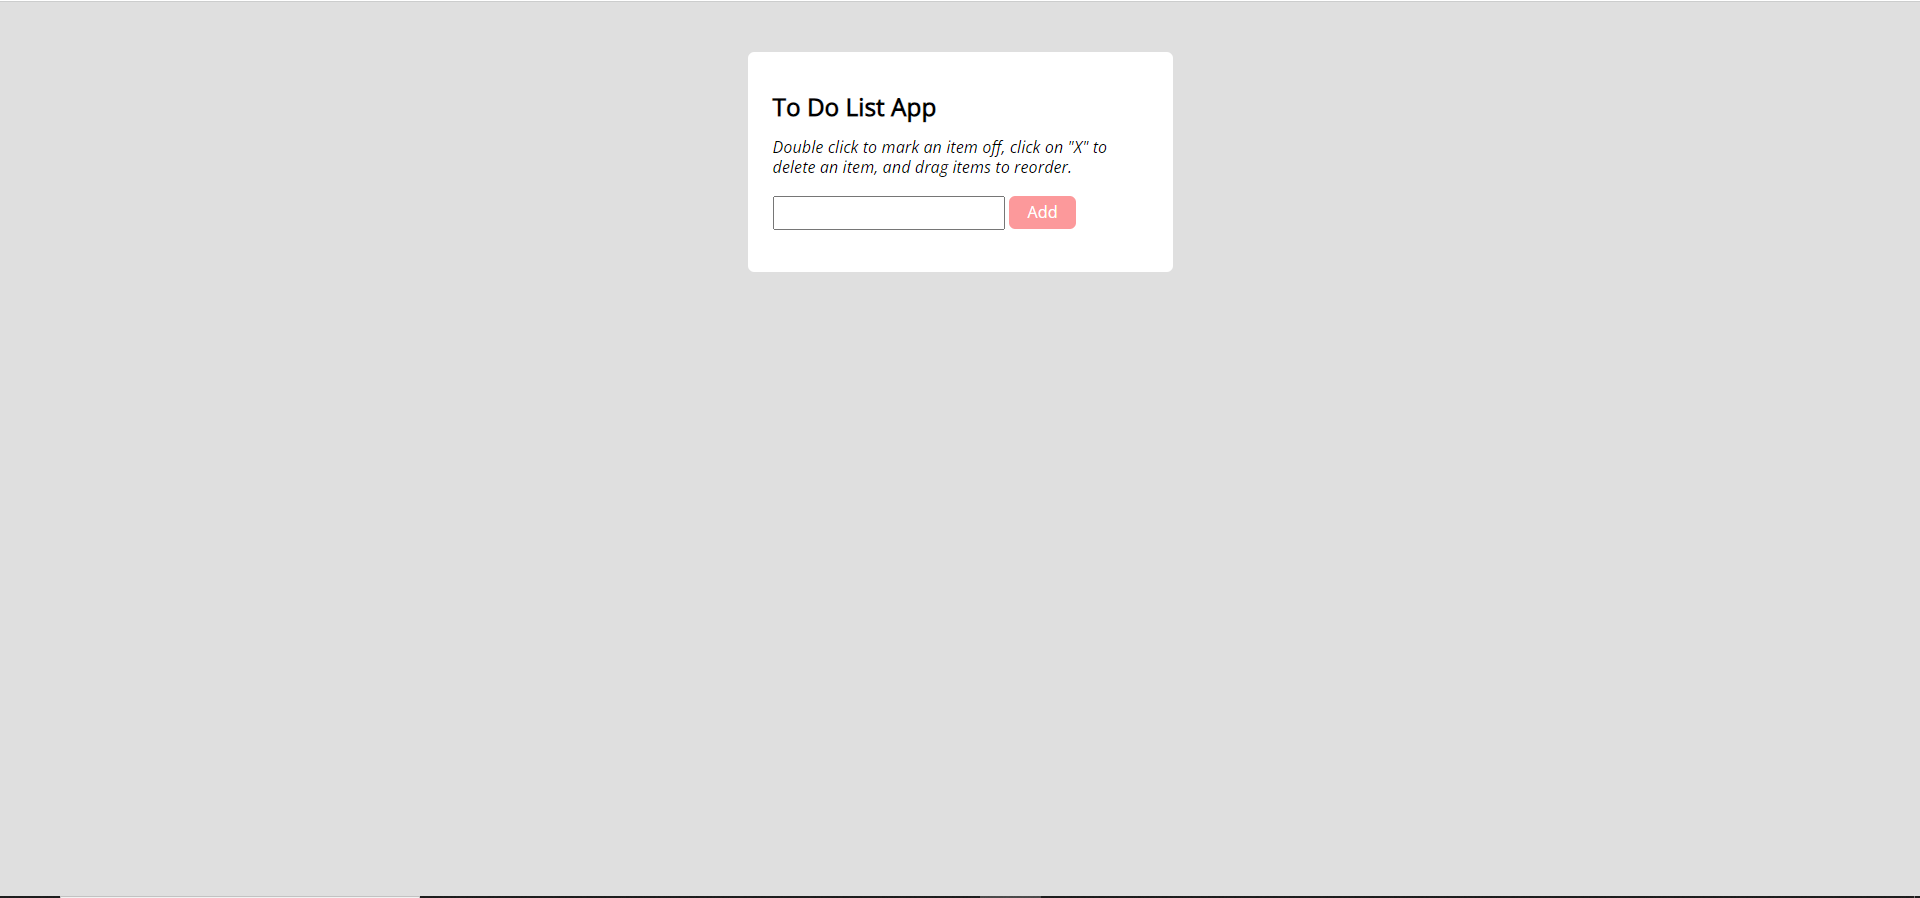 To Do List App
Double click to mark an item off, click on "X" to
delete an item, and drag items to reorder.
Add